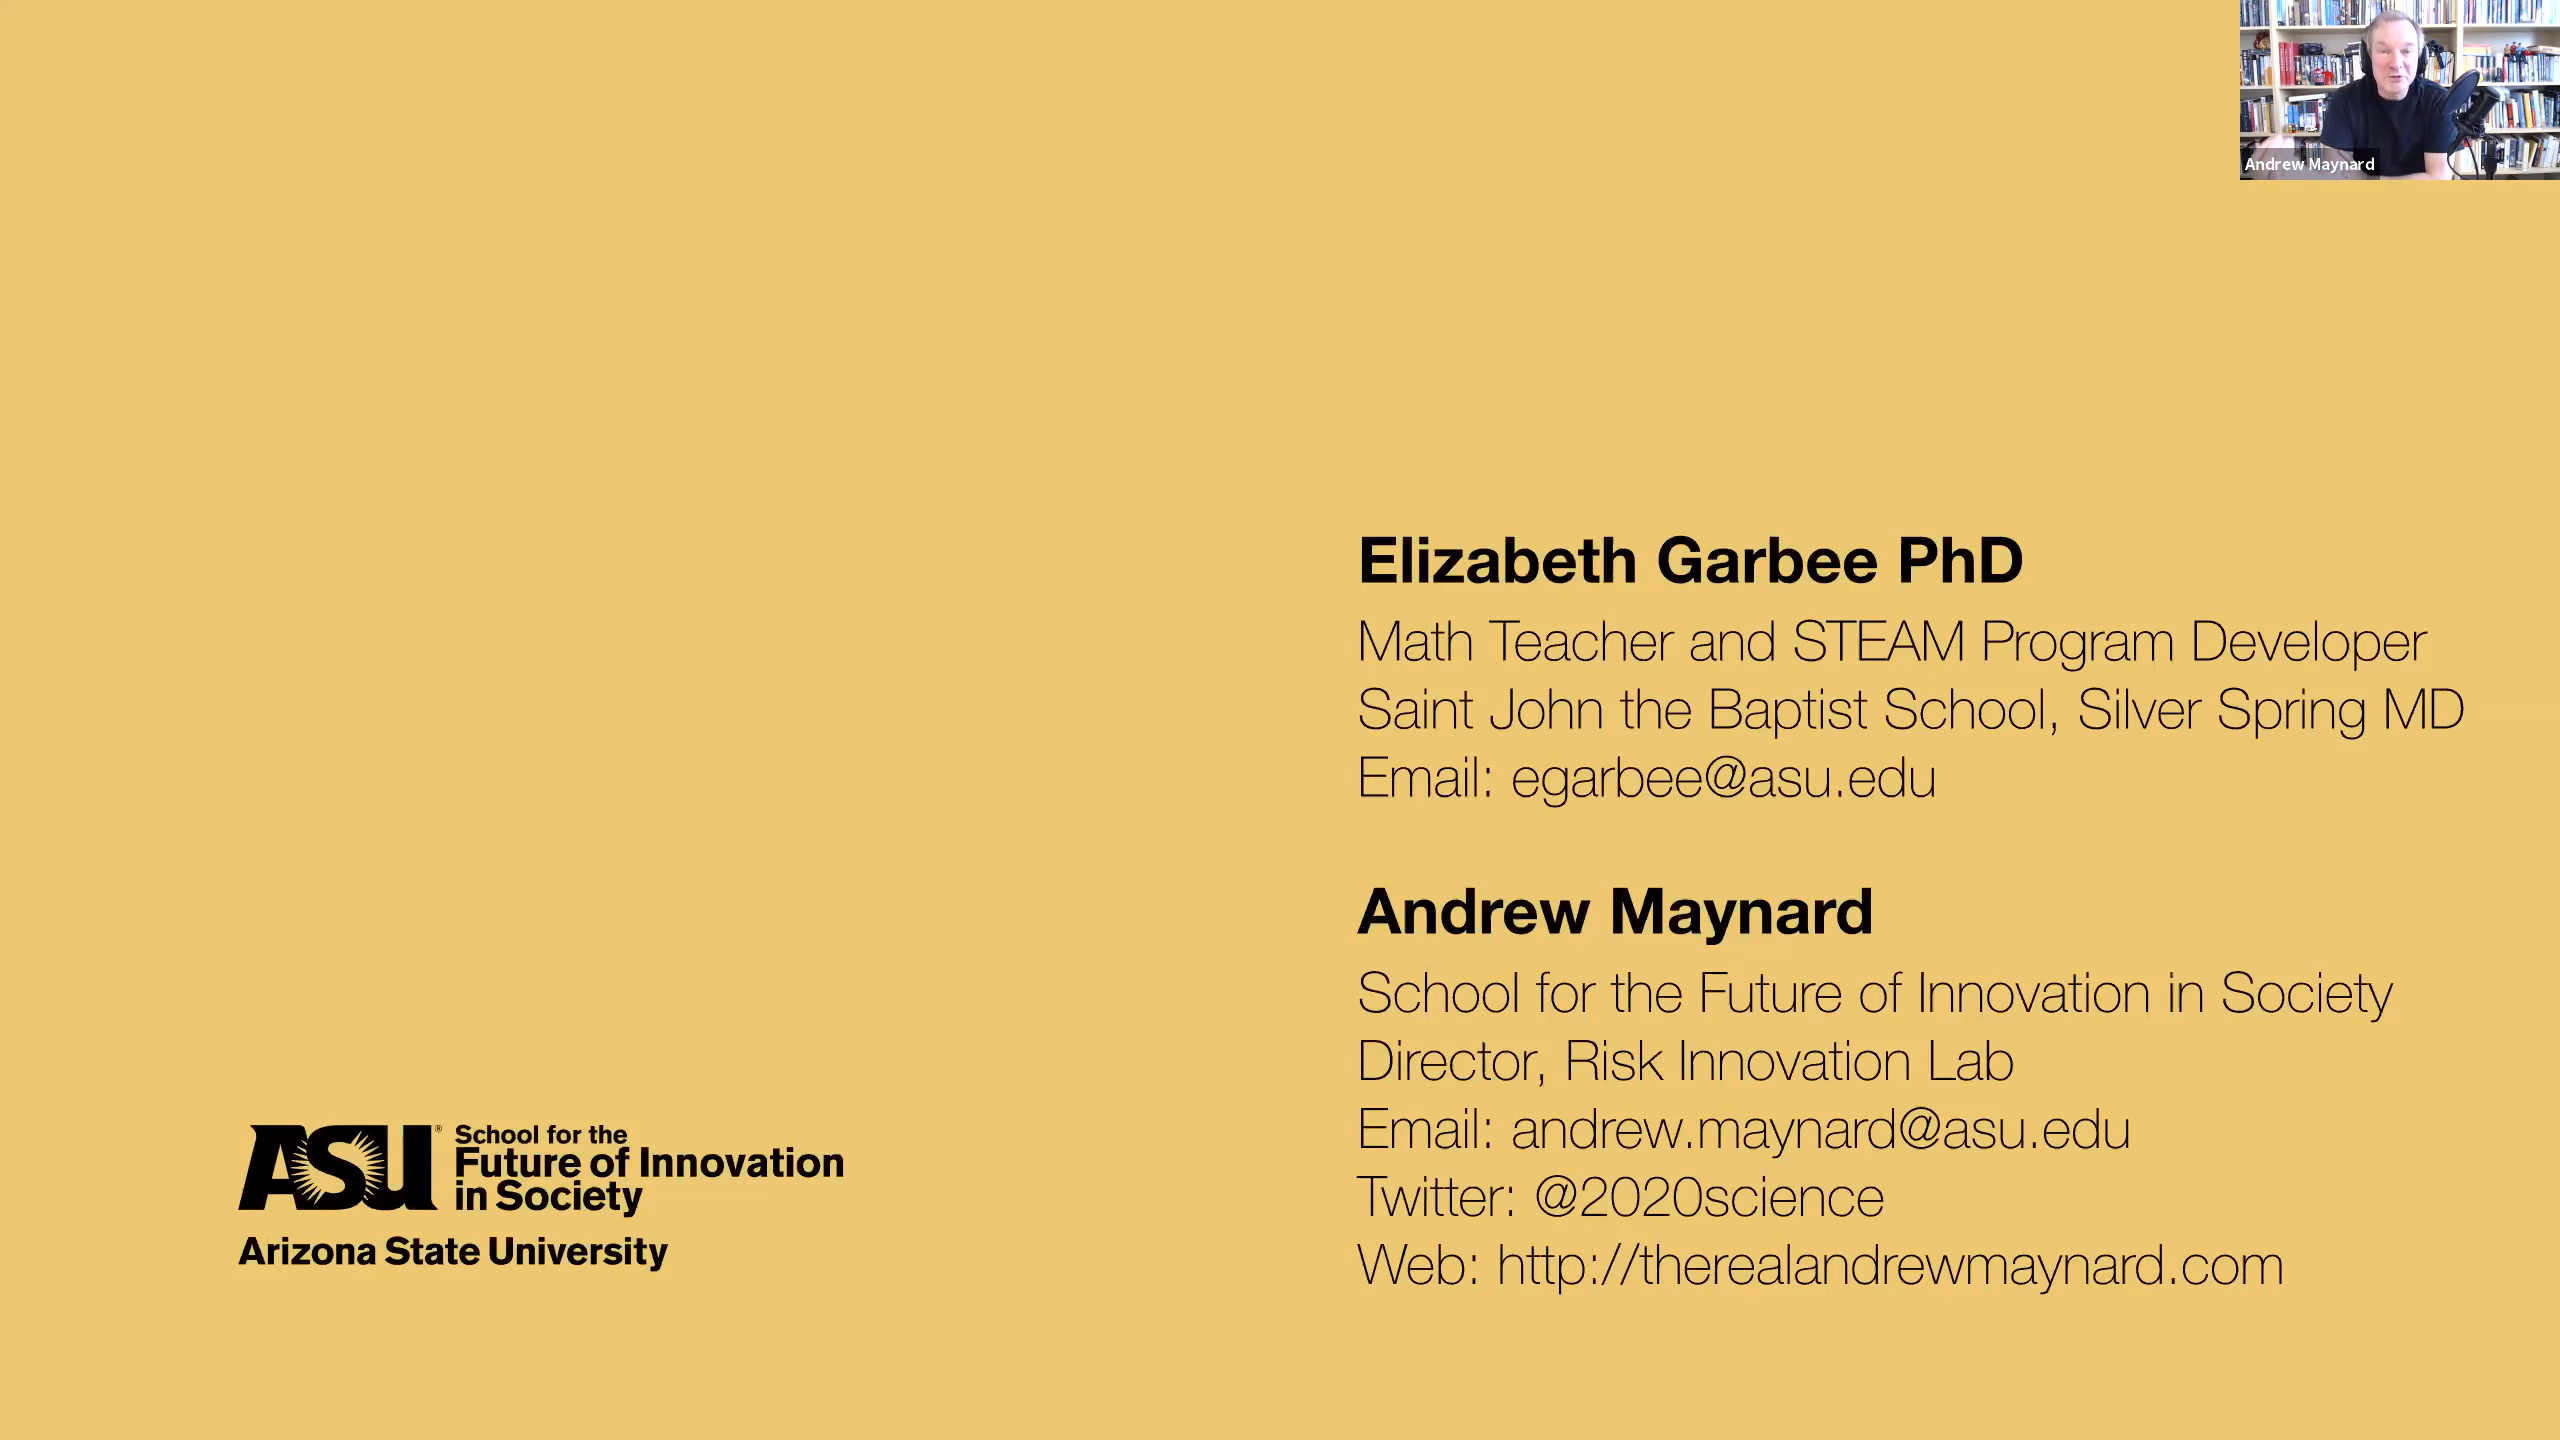 Andrew Maynard
Elizabeth Garbee PhD
Math Teacher and STEAM Program Developer
Saint John the Baptist School, Silver Spring MD
Email: egarbee@asu.edu
Andrew Maynard
School for the Future of Innovation in Society
Director, Risk Innovation Lab
Email: andrew.maynard@asu.edu
Twitter: @2020science
Web: http://therealandrewmaynard.com
ASU®
School for the
Future of Innovation
in Society
Arizona State University